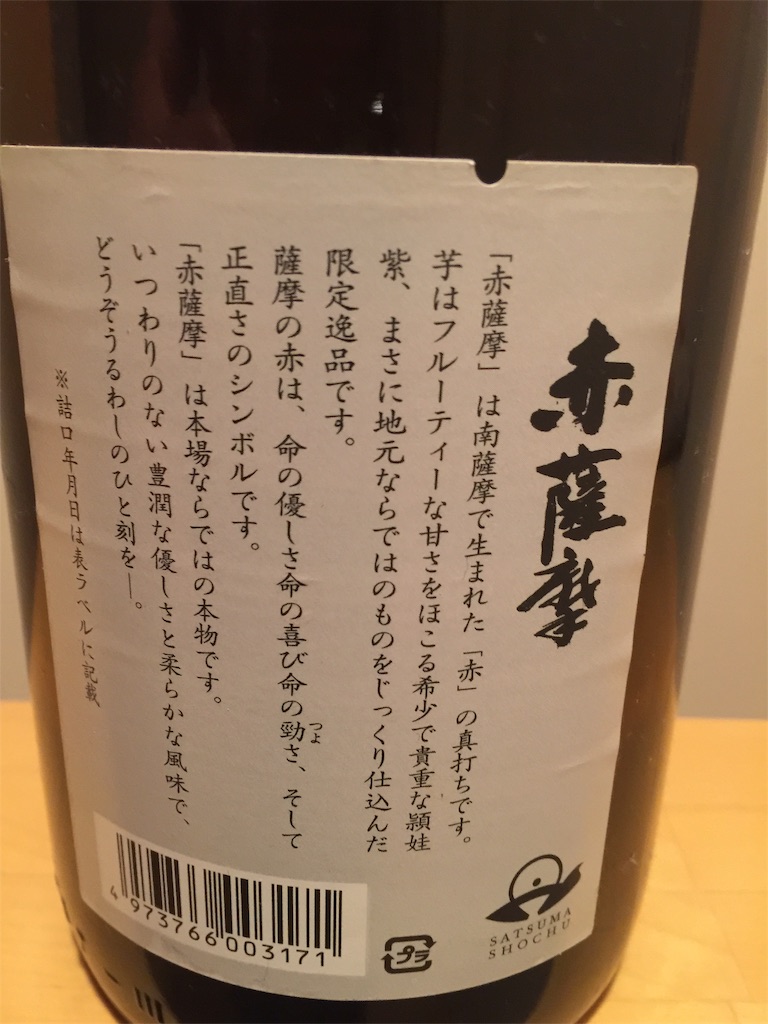 赤薩摩
「赤薩摩」は南薩摩で生まれた「赤」の真打ちです。
芋はフルーティーな甘さをほこる希少で貴重な頴娃
紫、まさに地元ならではのものをじっくり仕込んだ
限定逸品です。
薩摩の赤は、命の優しさ命の喜び命の勁さ、そして
つよ
正直さのシンボルです。
「赤薩摩」は本場ならではの本物です。
いつわりのない豊潤な優しさと柔らかな風味で、
どうぞうるわしのひと刻を―。
※詰口年月日は表ラベルに記載
SATSUMA
SHOCHU
プラ
4 973766 003171